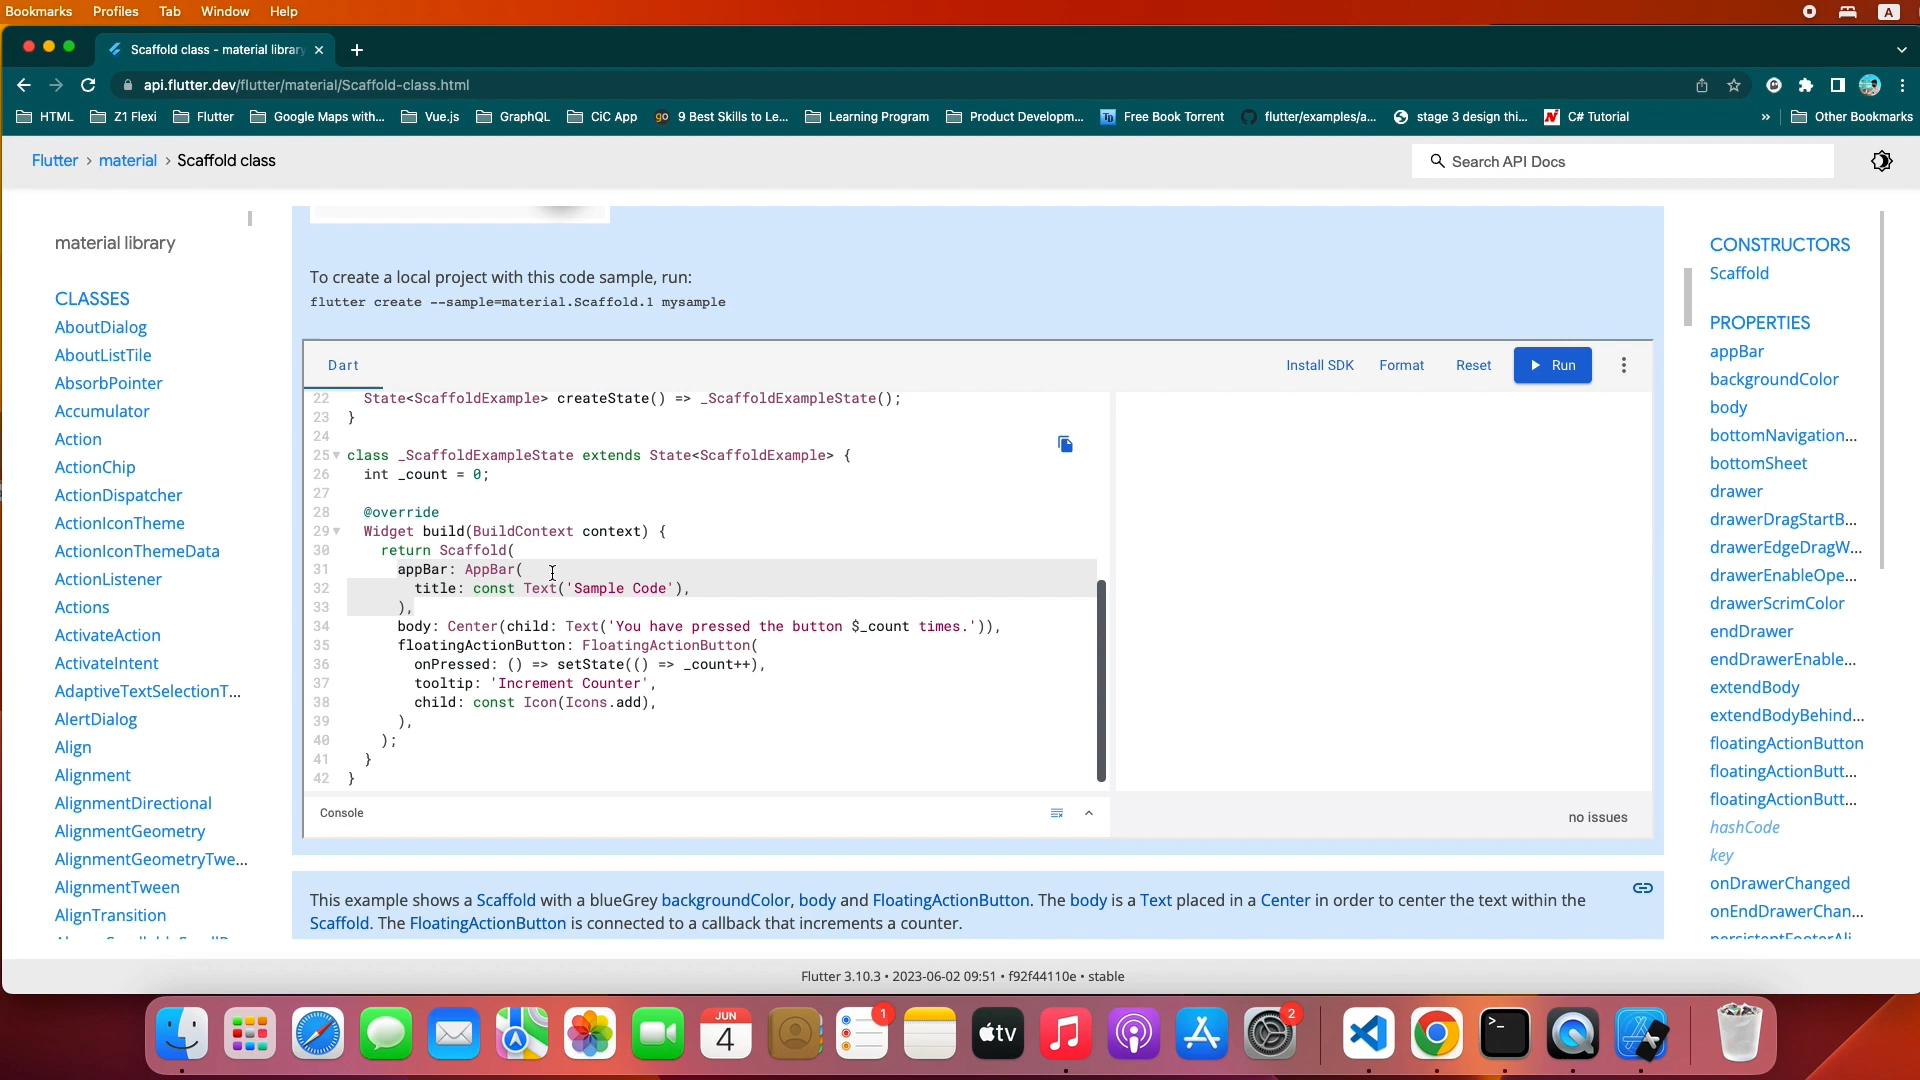 Bookmarks Profiles Tab Window Help A
Scaffold class - material library
api.flutter.dev/flutter/material/Scaffold-class.html
HTML Z1 Flexi Flutter Google Maps with... Vue.js GraphQL CiC App go 9 Best Skills to Le... Learning Program Product Developm... TD Free Book Torrent flutter/examples/a... stage 3 design thi... N C# Tutorial » Other Bookmarks
Flutter > material > Scaffold class
Search API Docs
material library
CLASSES
AboutDialog
AboutListTile
AbsorbPointer
Accumulator
Action
ActionChip
ActionDispatcher
ActionIconTheme
ActionIconThemeData
ActionListener
Actions
ActivateAction
ActivateIntent
AdaptiveTextSelectionT...
AlertDialog
Align
Alignment
AlignmentDirectional
AlignmentGeometry
AlignmentGeometryTwe...
AlignmentTween
AlignTransition
To create a local project with this code sample, run:
flutter create --sample=material.Scaffold.1 mysample
Dart
Install SDK Format Reset Run
22 State<ScaffoldExample> createState() => _ScaffoldExampleState();
23 }
24
25 class _ScaffoldExampleState extends State<ScaffoldExample> {
26 int _count = 0;
27
28 @override
29 Widget build(BuildContext context) {
30 return Scaffold(
31 appBar: AppBar(
32 title: const Text('Sample Code'),
33 ),
34 body: Center(child: Text('You have pressed the button $_count times.')),
35 floatingActionButton: FloatingActionButton(
36 onPressed: () => setState(() => _count++),
37 tooltip: 'Increment Counter',
38 child: const Icon(Icons.add),
39 ),
40 );
41 }
42 }
Console
no issues
This example shows a Scaffold with a blueGrey backgroundColor, body and FloatingActionButton. The body is a Text placed in a Center in order to center the text within the
Scaffold. The FloatingActionButton is connected to a callback that increments a counter.
CONSTRUCTORS
Scaffold
PROPERTIES
appBar
backgroundColor
body
bottomNavigation...
bottomSheet
drawer
drawerDragStartB...
drawerEdgeDragW...
drawerEnableOpe...
drawerScrimColor
endDrawer
endDrawerEnable...
extendBody
extendBodyBehind...
floatingActionButton
floatingActionButt...
floatingActionButt...
hashCode
key
onDrawerChanged
onEndDrawerChan...
persistentFooterAli...
Flutter 3.10.3 • 2023-06-02 09:51 • f92f44110e • stable
JUN
4
1
tv
2